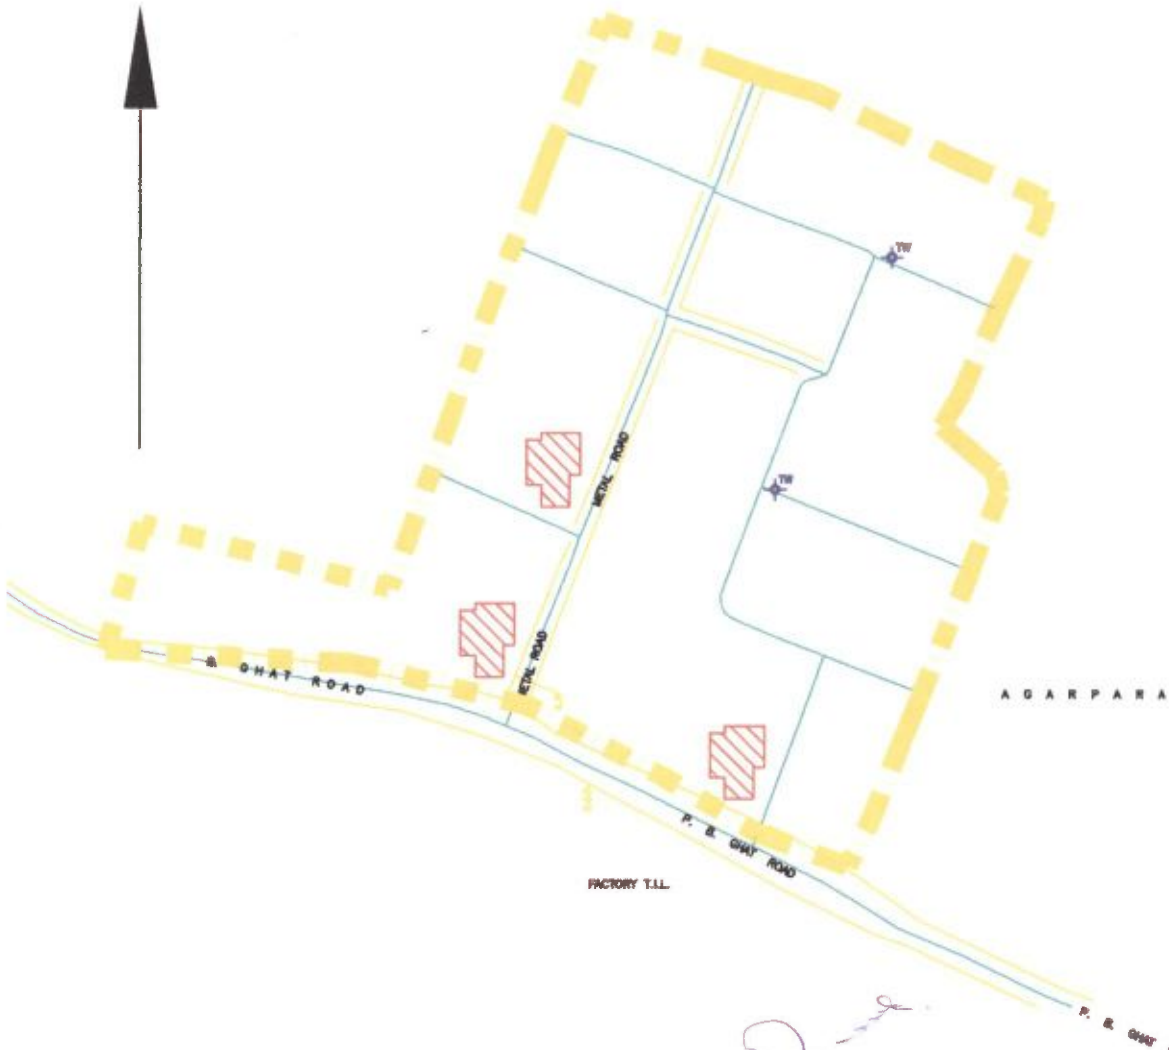 TW
METAL ROAD
TW
METAL ROAD
B. GHAT ROAD
AGARPARA
P. B. GHAT ROAD
FACTORY T.I.L.
P. B. GHAT